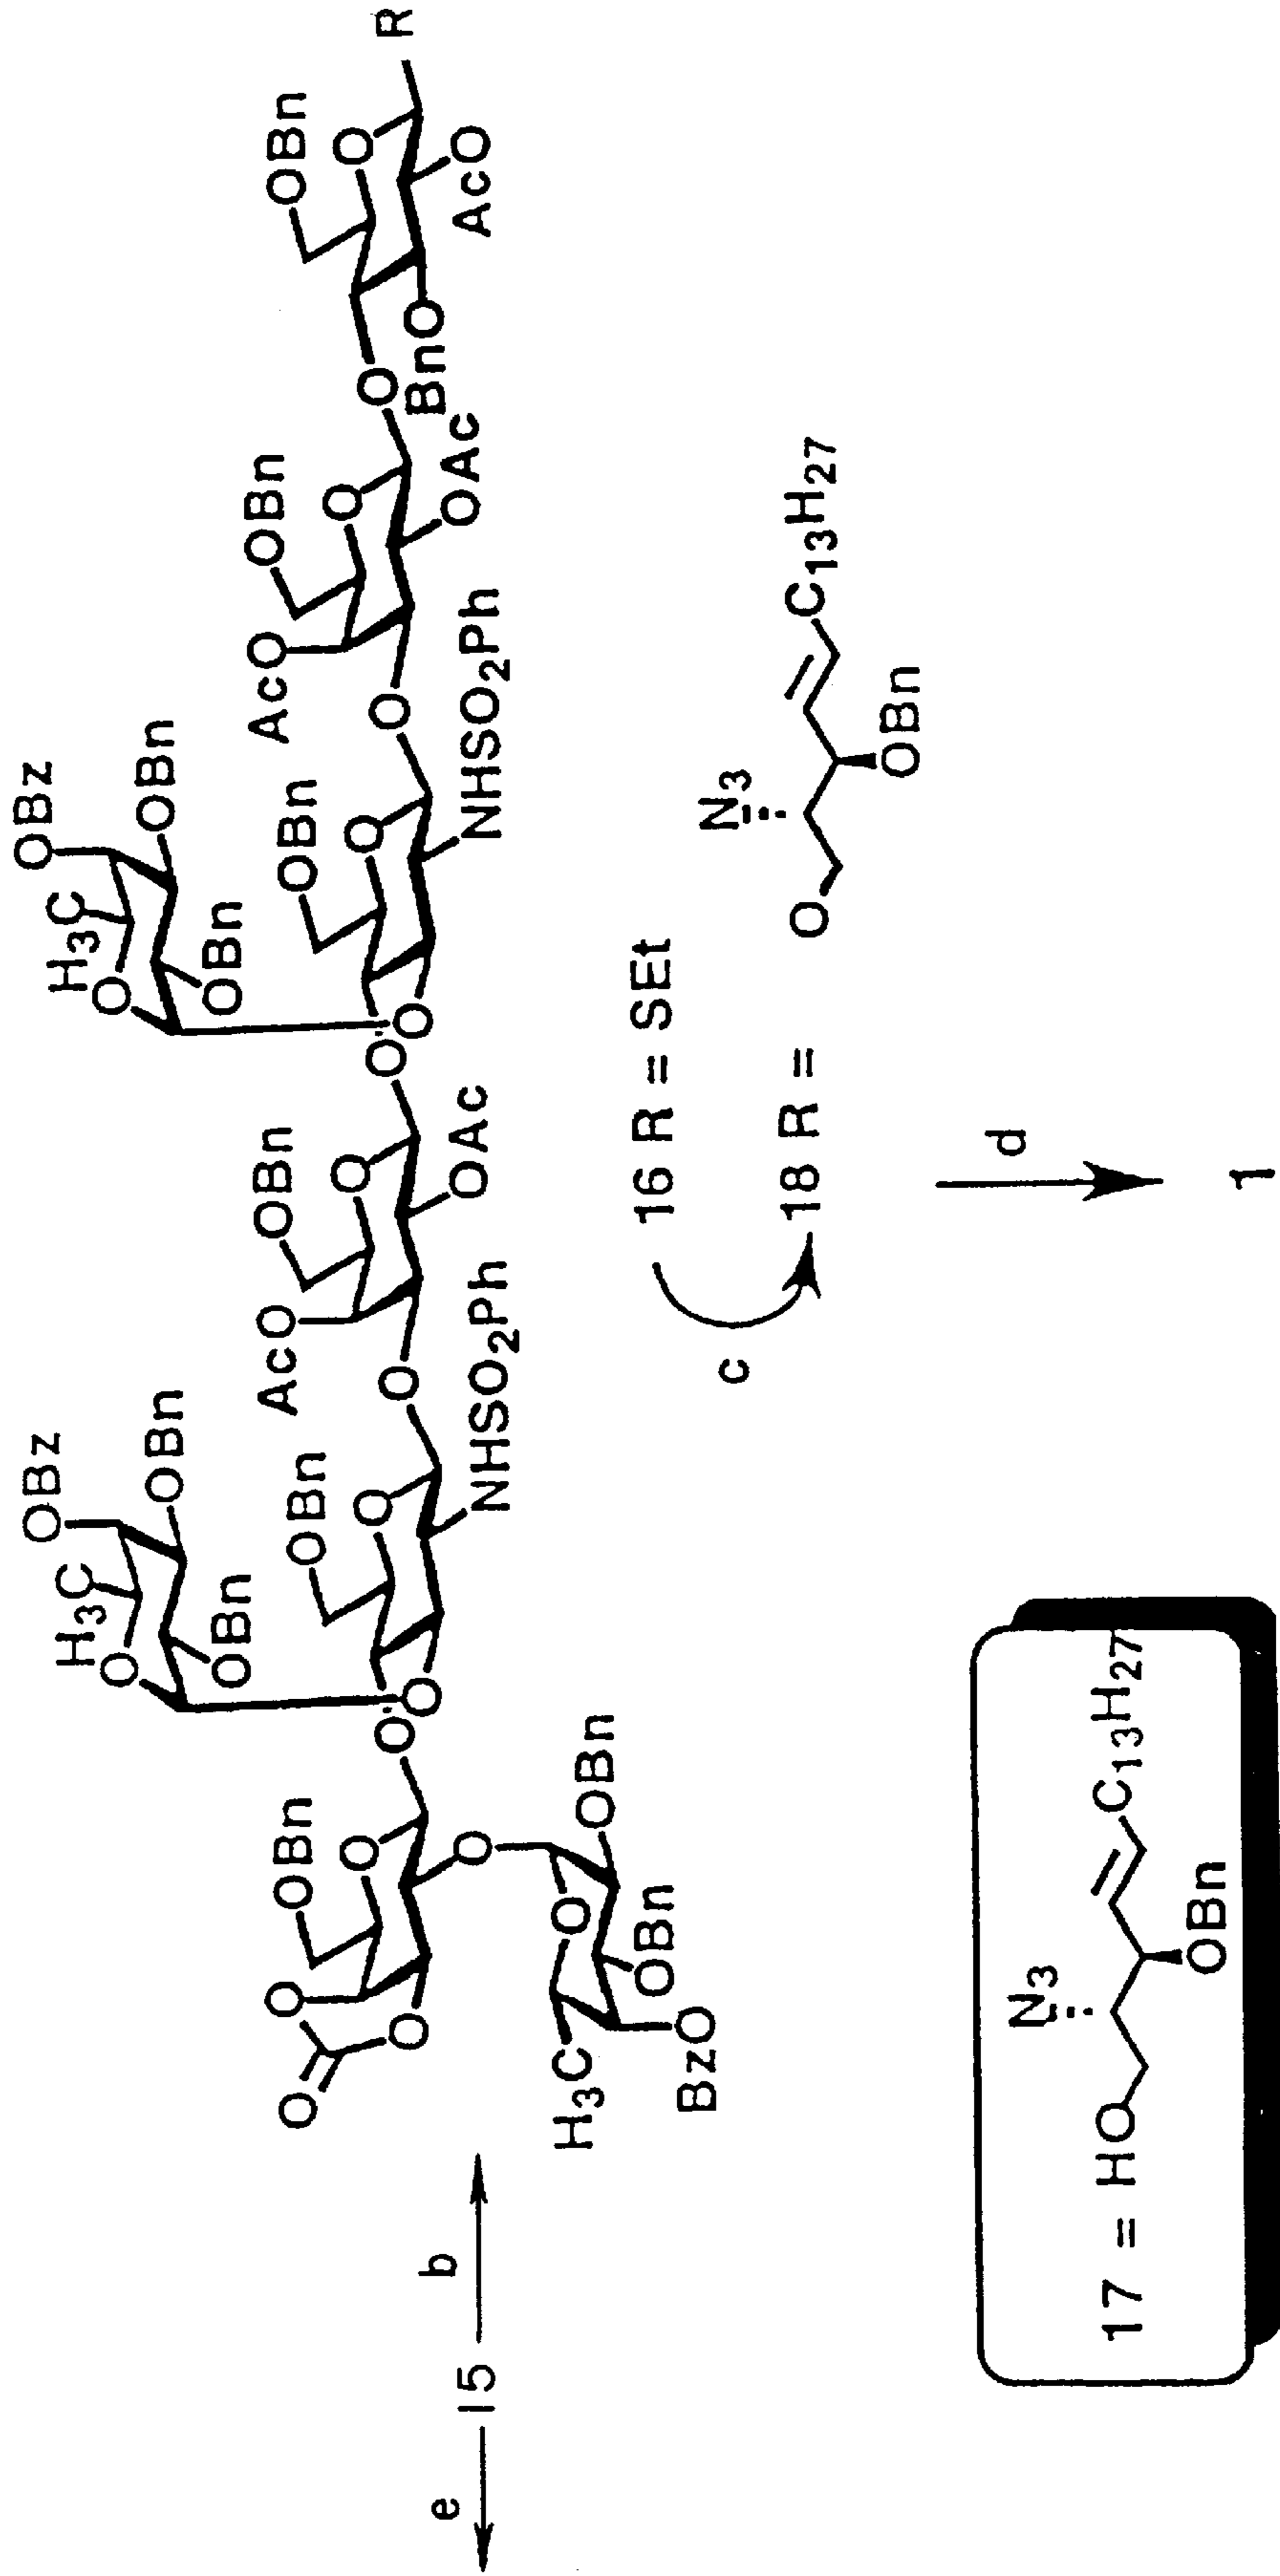 OBz OBz
H₃C OBn H₃C OBn
O OBn O OBn
AcO OBn AcO OBn OBn
O OBn OBn OBn
O O O O O O O
O O O O O O O O O
BnO AcO
O NHSO₂Ph OAc NHSO₂Ph OAc
R
H₃C O OBn
OBn
BzO
e 15 b
16 R = SEt
c
18 R = O N₃ OBn C₁₃H₂₇
d
1
17 = HO N₃ OBn C₁₃H₂₇